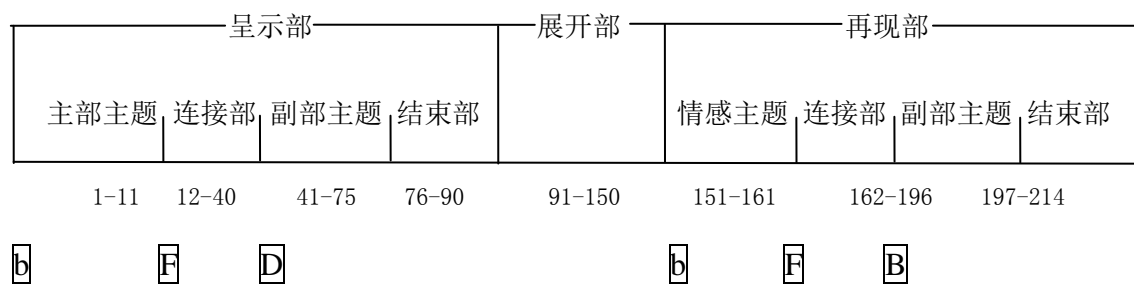 呈示部 展开部 再现部
主部主题 连接部 副部主题 结束部 情感主题 连接部 副部主题 结束部
1-11 12-40 41-75 76-90 91-150 151-161 162-196 197-214
b F D b F B